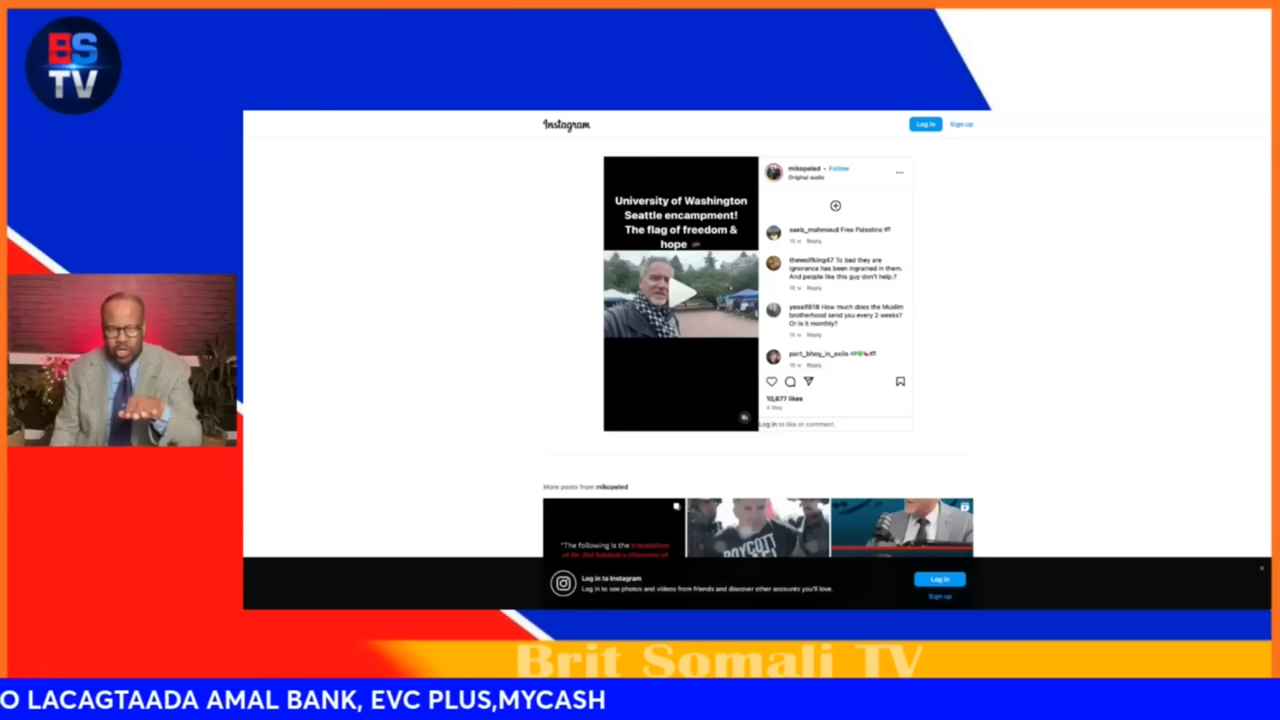 BS
TV
Instagram
Log in
Sign up
University of Washington
Seattle encampment!
The flag of freedom &
hope
mikopeled • Follow
Original audio
saeb_mahmoud Free Palestine
Reply
thewolfking47 To bad they are
ignorance has been ingrained in them.
And people like this guy don't help.?
Reply
How much does the Muslim
brotherhood send you every 2 weeks?
Or is it monthly?
Reply
port_bhoy_in_exile
Reply
10,677 likes
4 May
Log in to like or comment.
More posts from mikopeled
"The following is the translation
BOYCOTT
Log in to Instagram
Log in to see photos and videos from friends and discover other accounts you'll love.
Log in
Sign up
Brit Somali TV
O LACAGTAADA AMAL BANK, EVC PLUS,MYCASH